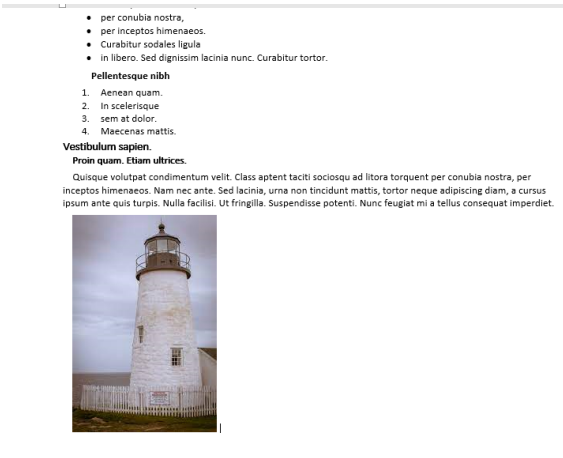 • per conubia nostra,
• per inceptos himenaeos.
• Curabitur sodales ligula
• in libero. Sed dignissim lacinia nunc. Curabitur tortor.
Pellentesque nibh
1. Aenean quam.
2. In scelerisque
3. sem at dolor.
4. Maecenas mattis.
Vestibulum sapien.
Proin quam. Etiam ultrices.
Quisque volutpat condimentum velit. Class aptent taciti sociosqu ad litora torquent per conubia nostra, per
inceptos himenaeos. Nam nec ante. Sed lacinia, urna non tincidunt mattis, tortor neque adipiscing diam, a cursus
ipsum ante quis turpis. Nulla facilisi. Ut fringilla. Suspendisse potenti. Nunc feugiat mi a tellus consequat imperdiet.